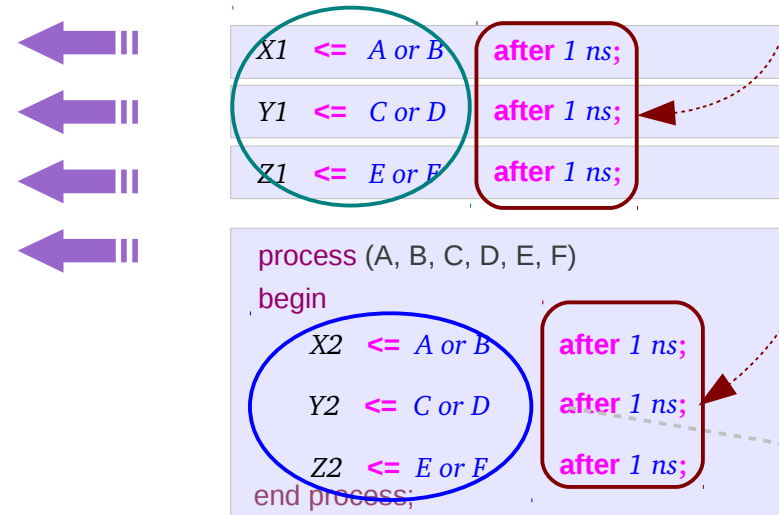 X1 <= A or B after 1 ns;
Y1 <= C or D after 1 ns;
Z1 <= E or F after 1 ns;
process (A, B, C, D, E, F)
begin
X2 <= A or B after 1 ns;
Y2 <= C or D after 1 ns;
Z2 <= E or F after 1 ns;
end process;